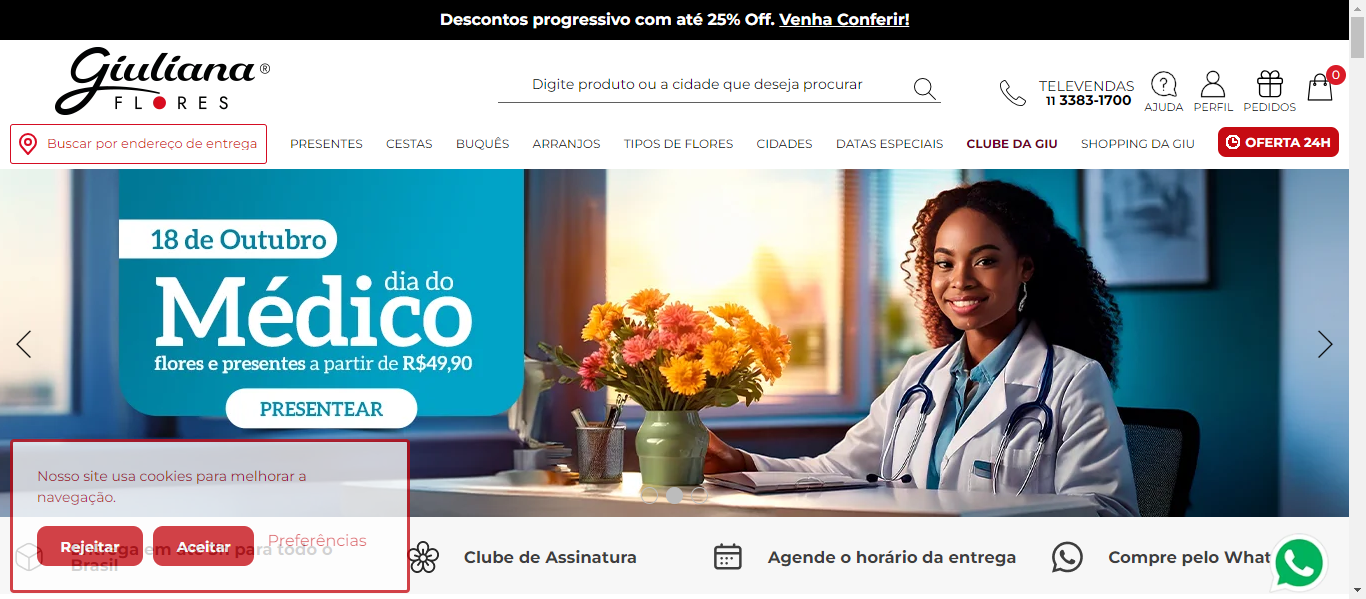 Descontos progressivo com até 25% Off. Venha Conferir!
Giuliana®
FLORES
Digite produto ou a cidade que deseja procurar
TELEVENDAS
11 3383-1700
AJUDA
PERFIL
PEDIDOS
0
Buscar por endereço de entrega
PRESENTES
CESTAS
BUQUÊS
ARRANJOS
TIPOS DE FLORES
CIDADES
DATAS ESPECIAIS
CLUBE DA GIU
SHOPPING DA GIU
OFERTA 24H
18 de Outubro
dia do
Médico
flores e presentes a partir de R$49,90
PRESENTEAR
Nosso site usa cookies para melhorar a
navegação.
Rejeitar
Aceitar
Preferências
em até para todo o
Brasil
Clube de Assinatura
Agende o horário da entrega
Compre pelo What